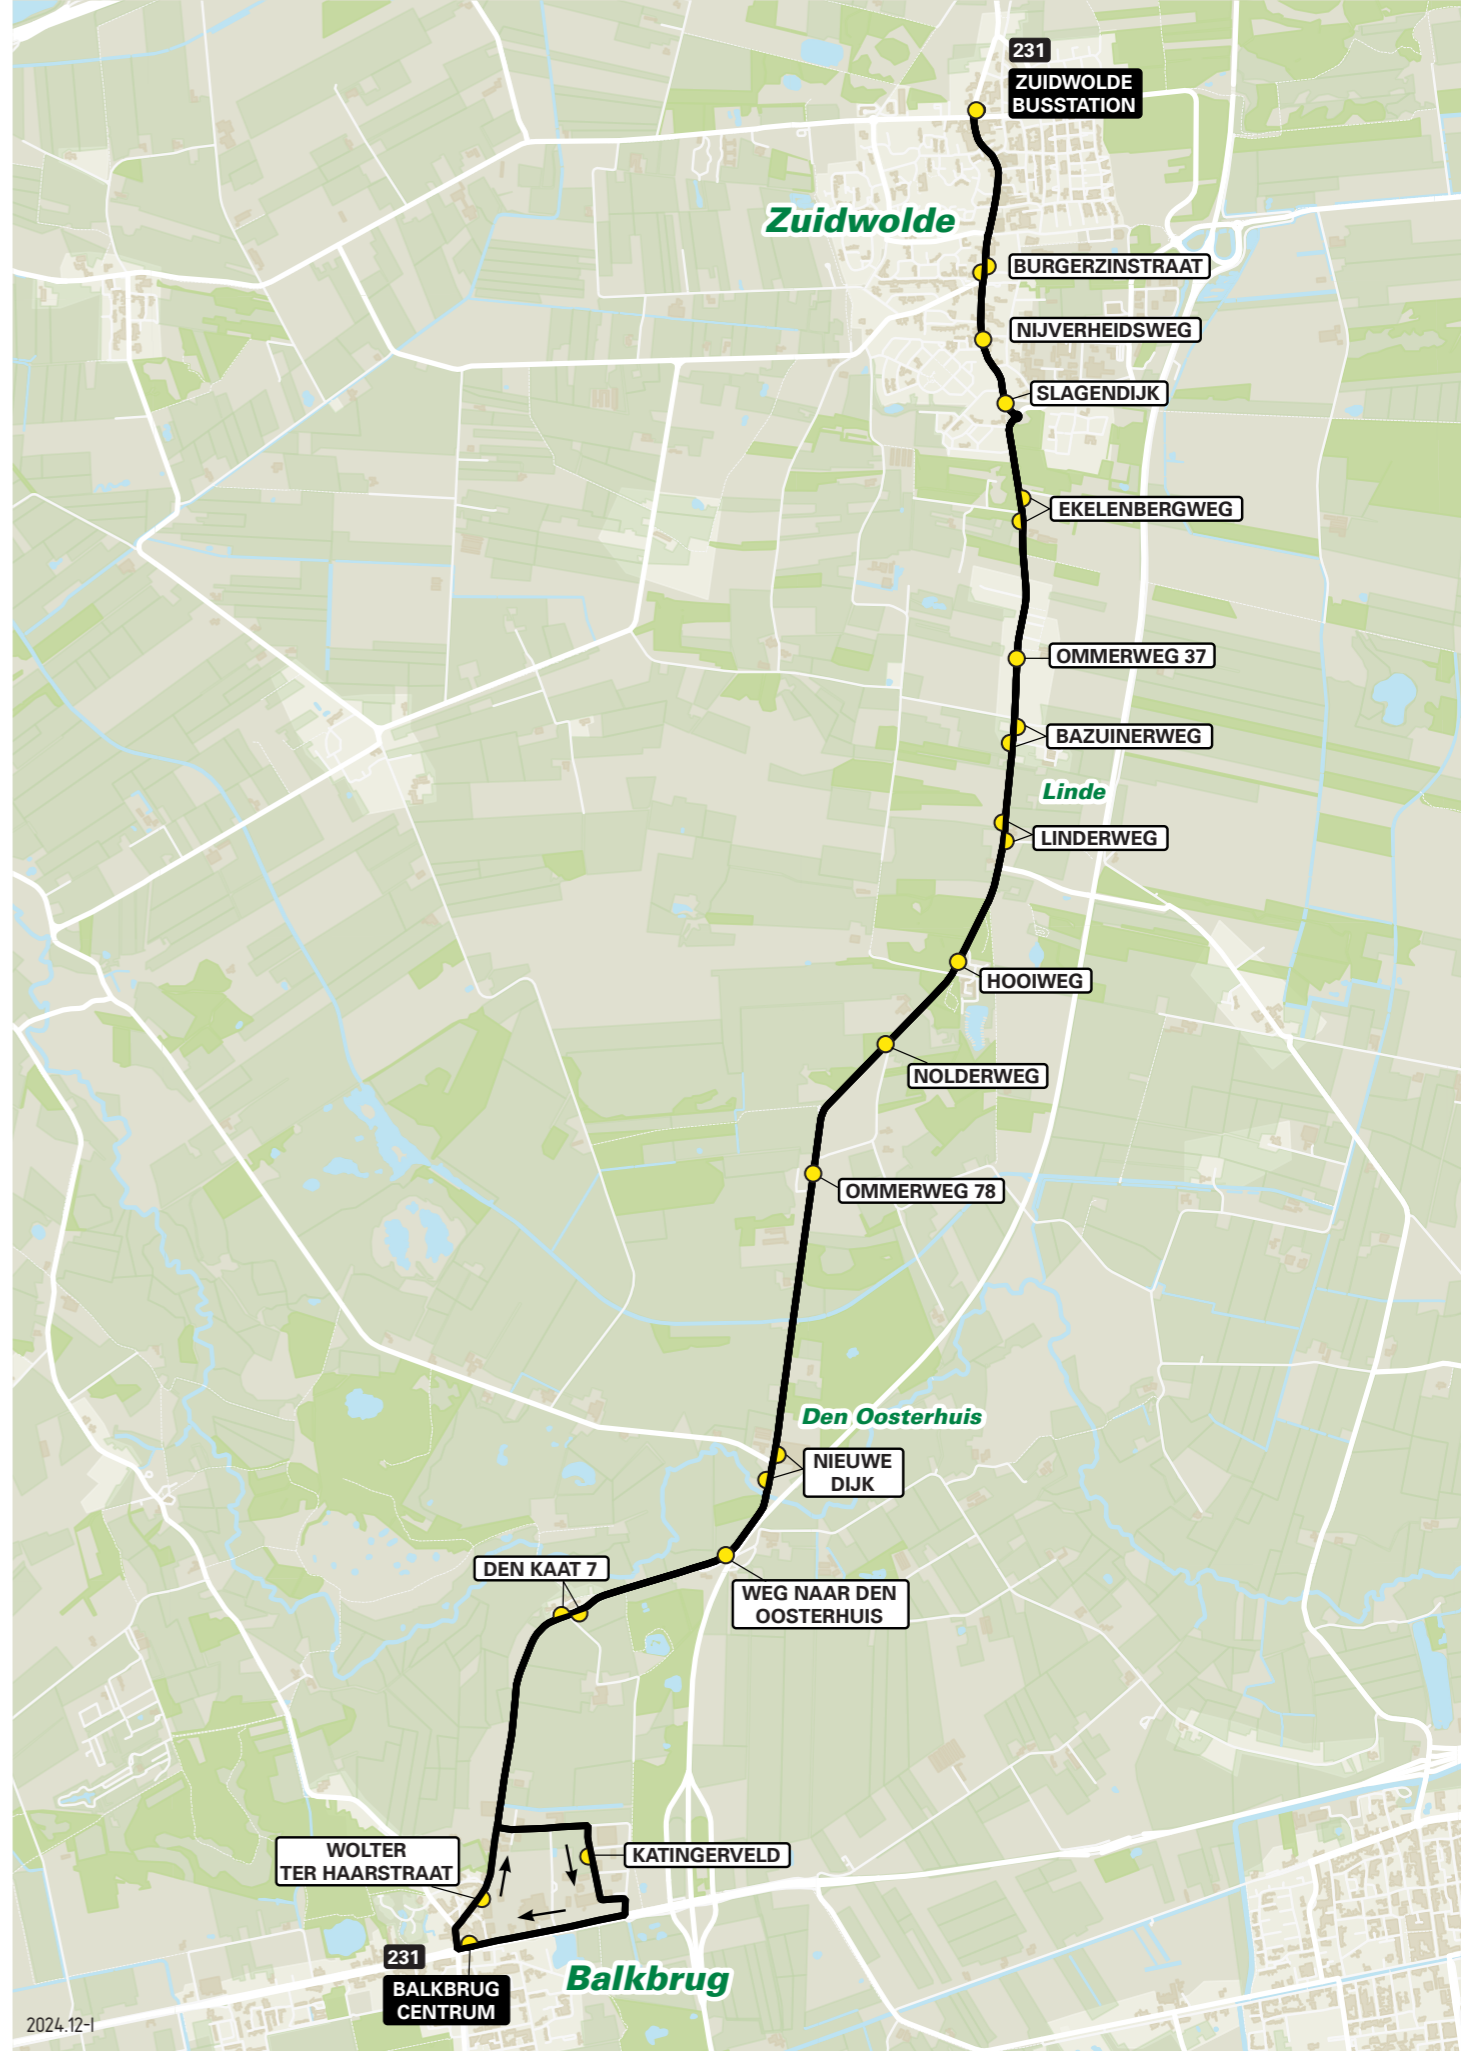 231
ZUIDWOLDE
BUSSTATION
Zuidwolde
BURGERZINSTRAAT
NIJVERHEIDSWEG
SLAGENDIJK
EKELENBERGWEG
OMMERWEG 37
BAZUINERWEG
Linde
LINDERWEG
HOOIWEG
NOLDERWEG
OMMERWEG 78
Den Oosterhuis
NIEUWE
DIJK
DEN KAAT 7
WEG NAAR DEN
OOSTERHUIS
WOLTER
TER HAARSTRAAT
KATINGERVELD
231
BALKBRUG
CENTRUM
Balkbrug
2024.12-I